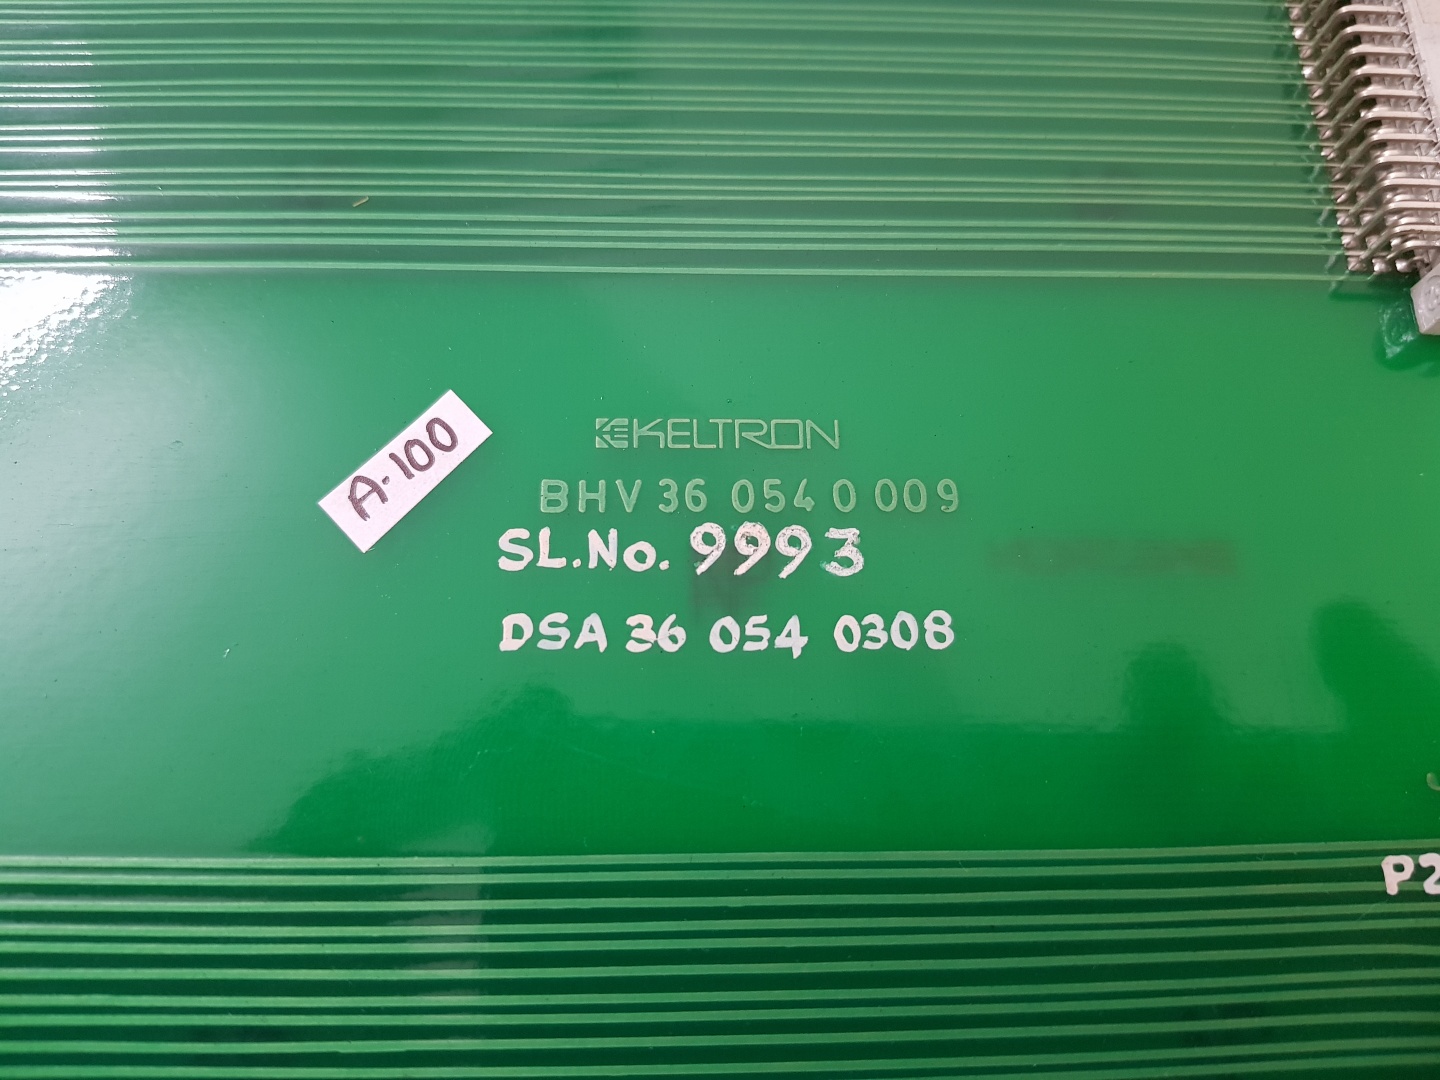 A-100
KELTRON
BHV 36 054 0 009
SL.No. 9993
DSA 36 054 0308
P2